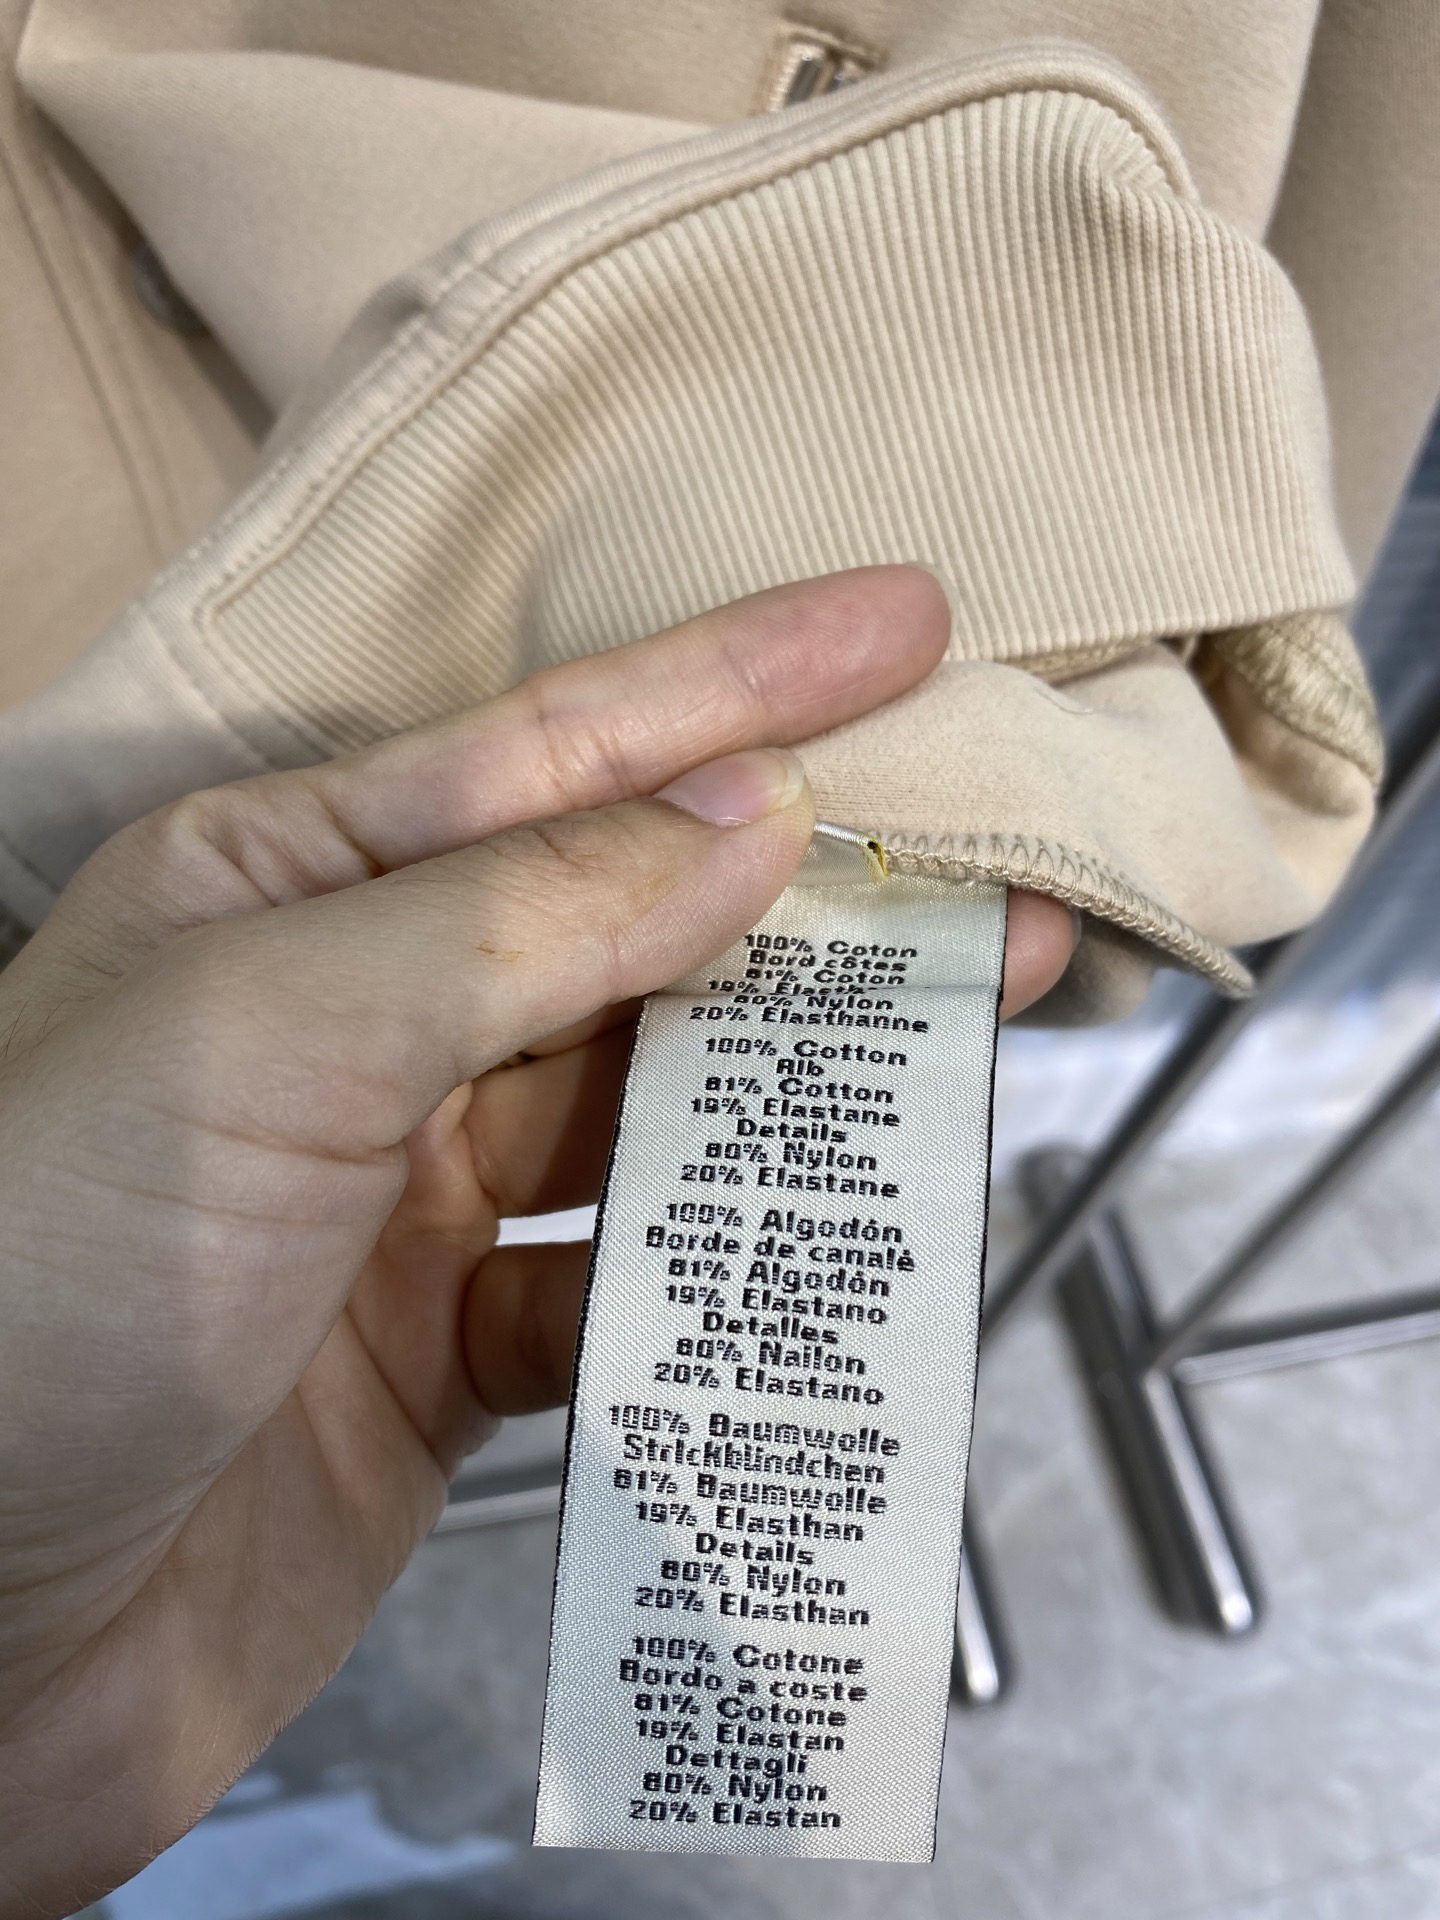 100% Coton
Bord côtes
81% Coton
19%
80% Nylon
20% Elasthanne
100% Cotton
Rib
81% Cotton
19% Elastane
Details
80% Nylon
20% Elastane
100% Algodón
Borde de canalè
81% Algodón
19% Elastano
Detalles
80% Nailon
20% Elastano
100% Baumwolle
Strickbündchen
81% Baumwolle
19% Elasthan
Details
80% Nylon
20% Elasthan
100% Cotone
Bordo a coste
81% Cotone
19% Elastan
Dettagli
80% Nylon
20% Elastan